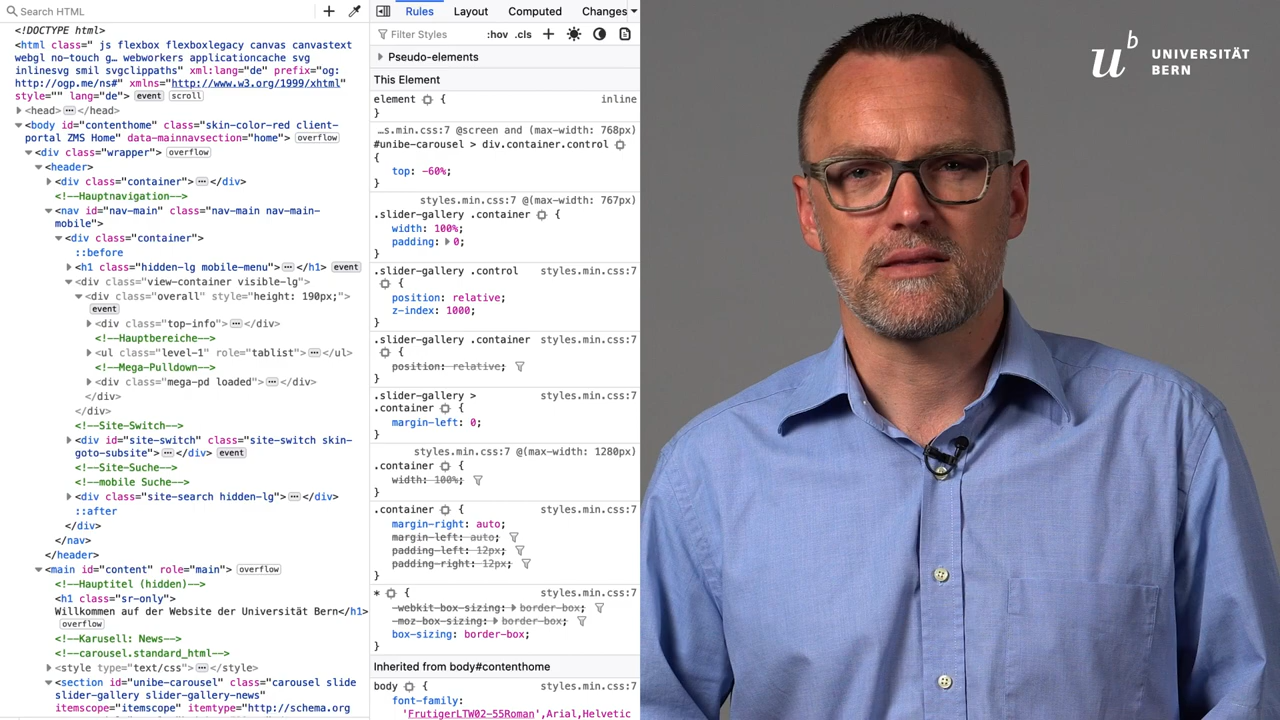 Search HTML
<!DOCTYPE html>
<html class=" js flexbox flexboxlegacy canvas canvastext
webgl no-touch g… webworkers applicationcache svg
inlinesvg smil svgclippaths" xml:lang="de" prefix="og:
http://ogp.me/ns#" xmlns="http://www.w3.org/1999/xhtml"
style="" lang="de"> event scroll
<head> ••• </head>
<body id="contenthome" class="skin-color-red client-
portal ZMS Home" data-mainnavsection="home"> overflow
<div class="wrapper"> overflow
<header>
<div class="container"> ••• </div>
<!--Hauptnavigation-->
<nav id="nav-main" class="nav-main nav-main-
mobile">
<div class="container">
::before
<h1 class="hidden-lg mobile-menu"> ••• </h1> event
<div class="view-container visible-lg">
<div class="overall" style="height: 190px;">
event
<div class="top-info"> ••• </div>
<!--Hauptbereiche-->
<ul class="level-1" role="tablist"> ••• </ul>
<!--Mega-Pulldown-->
<div class="mega-pd loaded"> ••• </div>
</div>
</div>
<!--Site-Switch-->
<div id="site-switch" class="site-switch skin-
goto-subsite"> ••• </div> event
<!--Site-Suche-->
<!--mobile Suche-->
<div class="site-search hidden-lg"> ••• </div>
::after
</div>
</nav>
</header>
<main id="content" role="main"> overflow
<!--Hauptitel (hidden)-->
<h1 class="sr-only">
Willkommen auf der Website der Universität Bern</h1>
overflow
<!--Karusell: News-->
<!--carousel.standard_html-->
<style type="text/css"> ••• </style>
<section id="unibe-carousel" class="carousel slide
slider-gallery slider-gallery-news"
itemscope="itemscope" itemtype="http://schema.org
Rules Layout Computed Changes
Filter Styles :hov .cls
Pseudo-elements
This Element
element { inline
}
…s.min.css:7 @screen and (max-width: 768px)
#unibe-carousel > div.container.control
{
top: -60%;
}
styles.min.css:7 @(max-width: 767px)
.slider-gallery .container {
width: 100%;
padding: 0;
}
.slider-gallery .control styles.min.css:7
{
position: relative;
z-index: 1000;
}
.slider-gallery .container styles.min.css:7
{
position: relative;
}
.slider-gallery > styles.min.css:7
.container {
margin-left: 0;
}
styles.min.css:7 @(max-width: 1280px)
.container {
width: 100%;
}
.container { styles.min.css:7
margin-right: auto;
margin-left: auto;
padding-left: 12px;
padding-right: 12px;
}
* { styles.min.css:7
-webkit-box-sizing: border-box;
-moz-box-sizing: border-box;
box-sizing: border-box;
}
Inherited from body#contenthome
body { styles.min.css:7
font-family:
'FrutigerLTW02-55Roman',Arial,Helvetic
u b UNIVERSITÄT
BERN